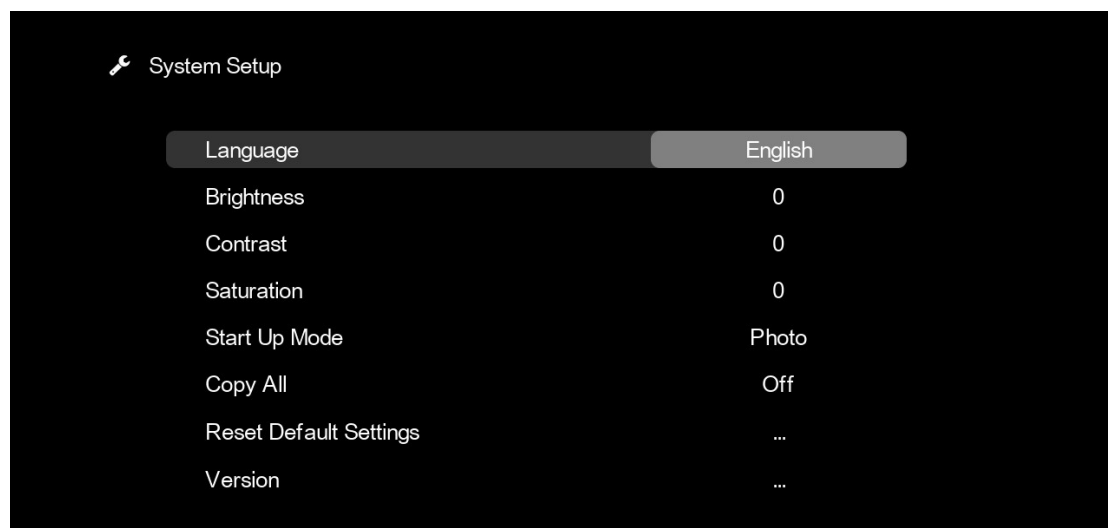 System Setup
Language English
Brightness 0
Contrast 0
Saturation 0
Start Up Mode Photo
Copy All Off
Reset Default Settings ...
Version ...